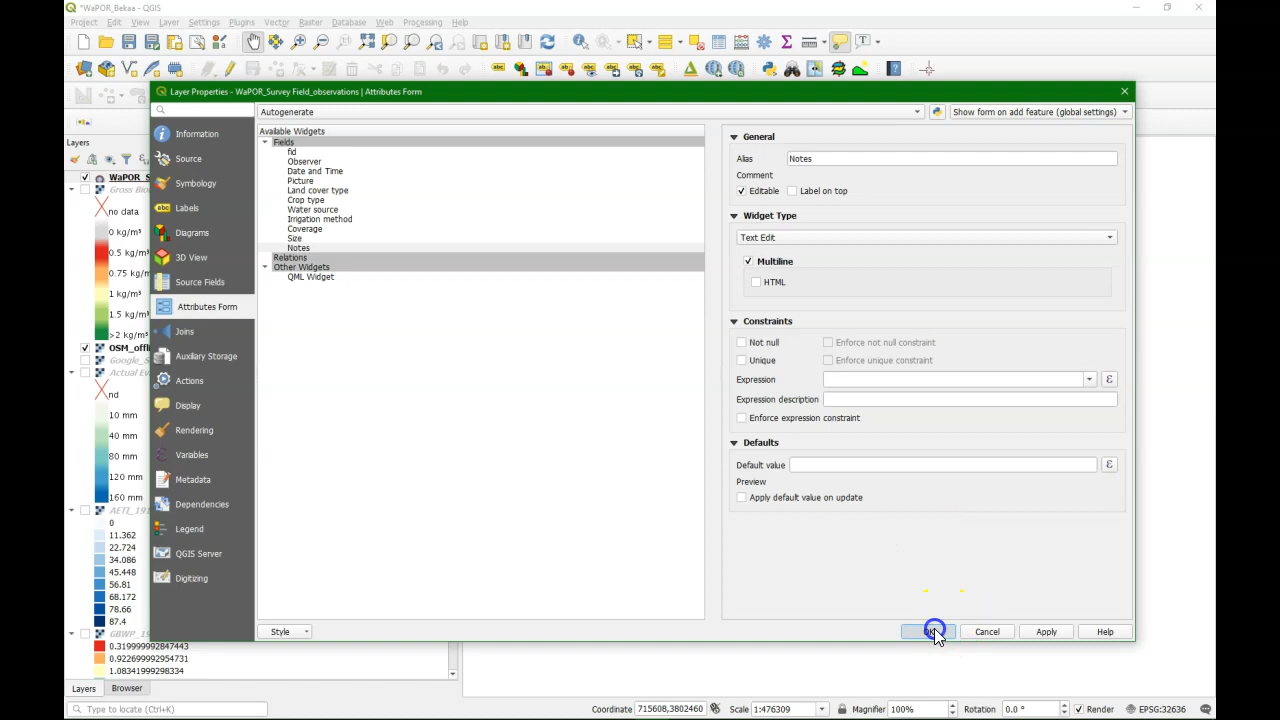 *WaPOR_Bekaa - QGIS
Project Edit View Layer Settings Plugins Vector Raster Database Web Processing Help
Layer Properties - WaPOR_Survey Field_observations | Attributes Form
Autogenerate
Show form on add feature (global settings)
Layers
WaPOR_S
Gross Bio
no data
0 kg/m³
0.5 kg/m³
0.75 kg/m
1 kg/m³
1.5 kg/m³
>2 kg/m³
OSM_offli
Google_S
Actual Ev
nd
10 mm
40 mm
80 mm
120 mm
160 mm
AETI_191
0
11.362
22.724
34.086
45.448
56.81
68.172
78.66
87.4
GBWP_19
0.319999992847443
0.922699992954731
1.08341999298334
Information
Source
Symbology
Labels
Diagrams
3D View
Source Fields
Attributes Form
Joins
Auxiliary Storage
Actions
Display
Rendering
Variables
Metadata
Dependencies
Legend
QGIS Server
Digitizing
Available Widgets
Fields
fid
Observer
Date and Time
Picture
Land cover type
Crop type
Water source
Irrigation method
Coverage
Size
Notes
Relations
Other Widgets
QML Widget
General
Alias Notes
Comment
Editable Label on top
Widget Type
Text Edit
Multiline
HTML
Constraints
Not null Enforce not null constraint
Unique Enforce unique constraint
Expression
Expression description
Enforce expression constraint
Defaults
Default value
Preview
Apply default value on update
Style
Cancel Apply Help
Layers Browser
Type to locate (Ctrl+K)
Coordinate 715608,3802460 Scale 1:476309 Magnifier 100% Rotation 0.0 ° Render EPSG:32636